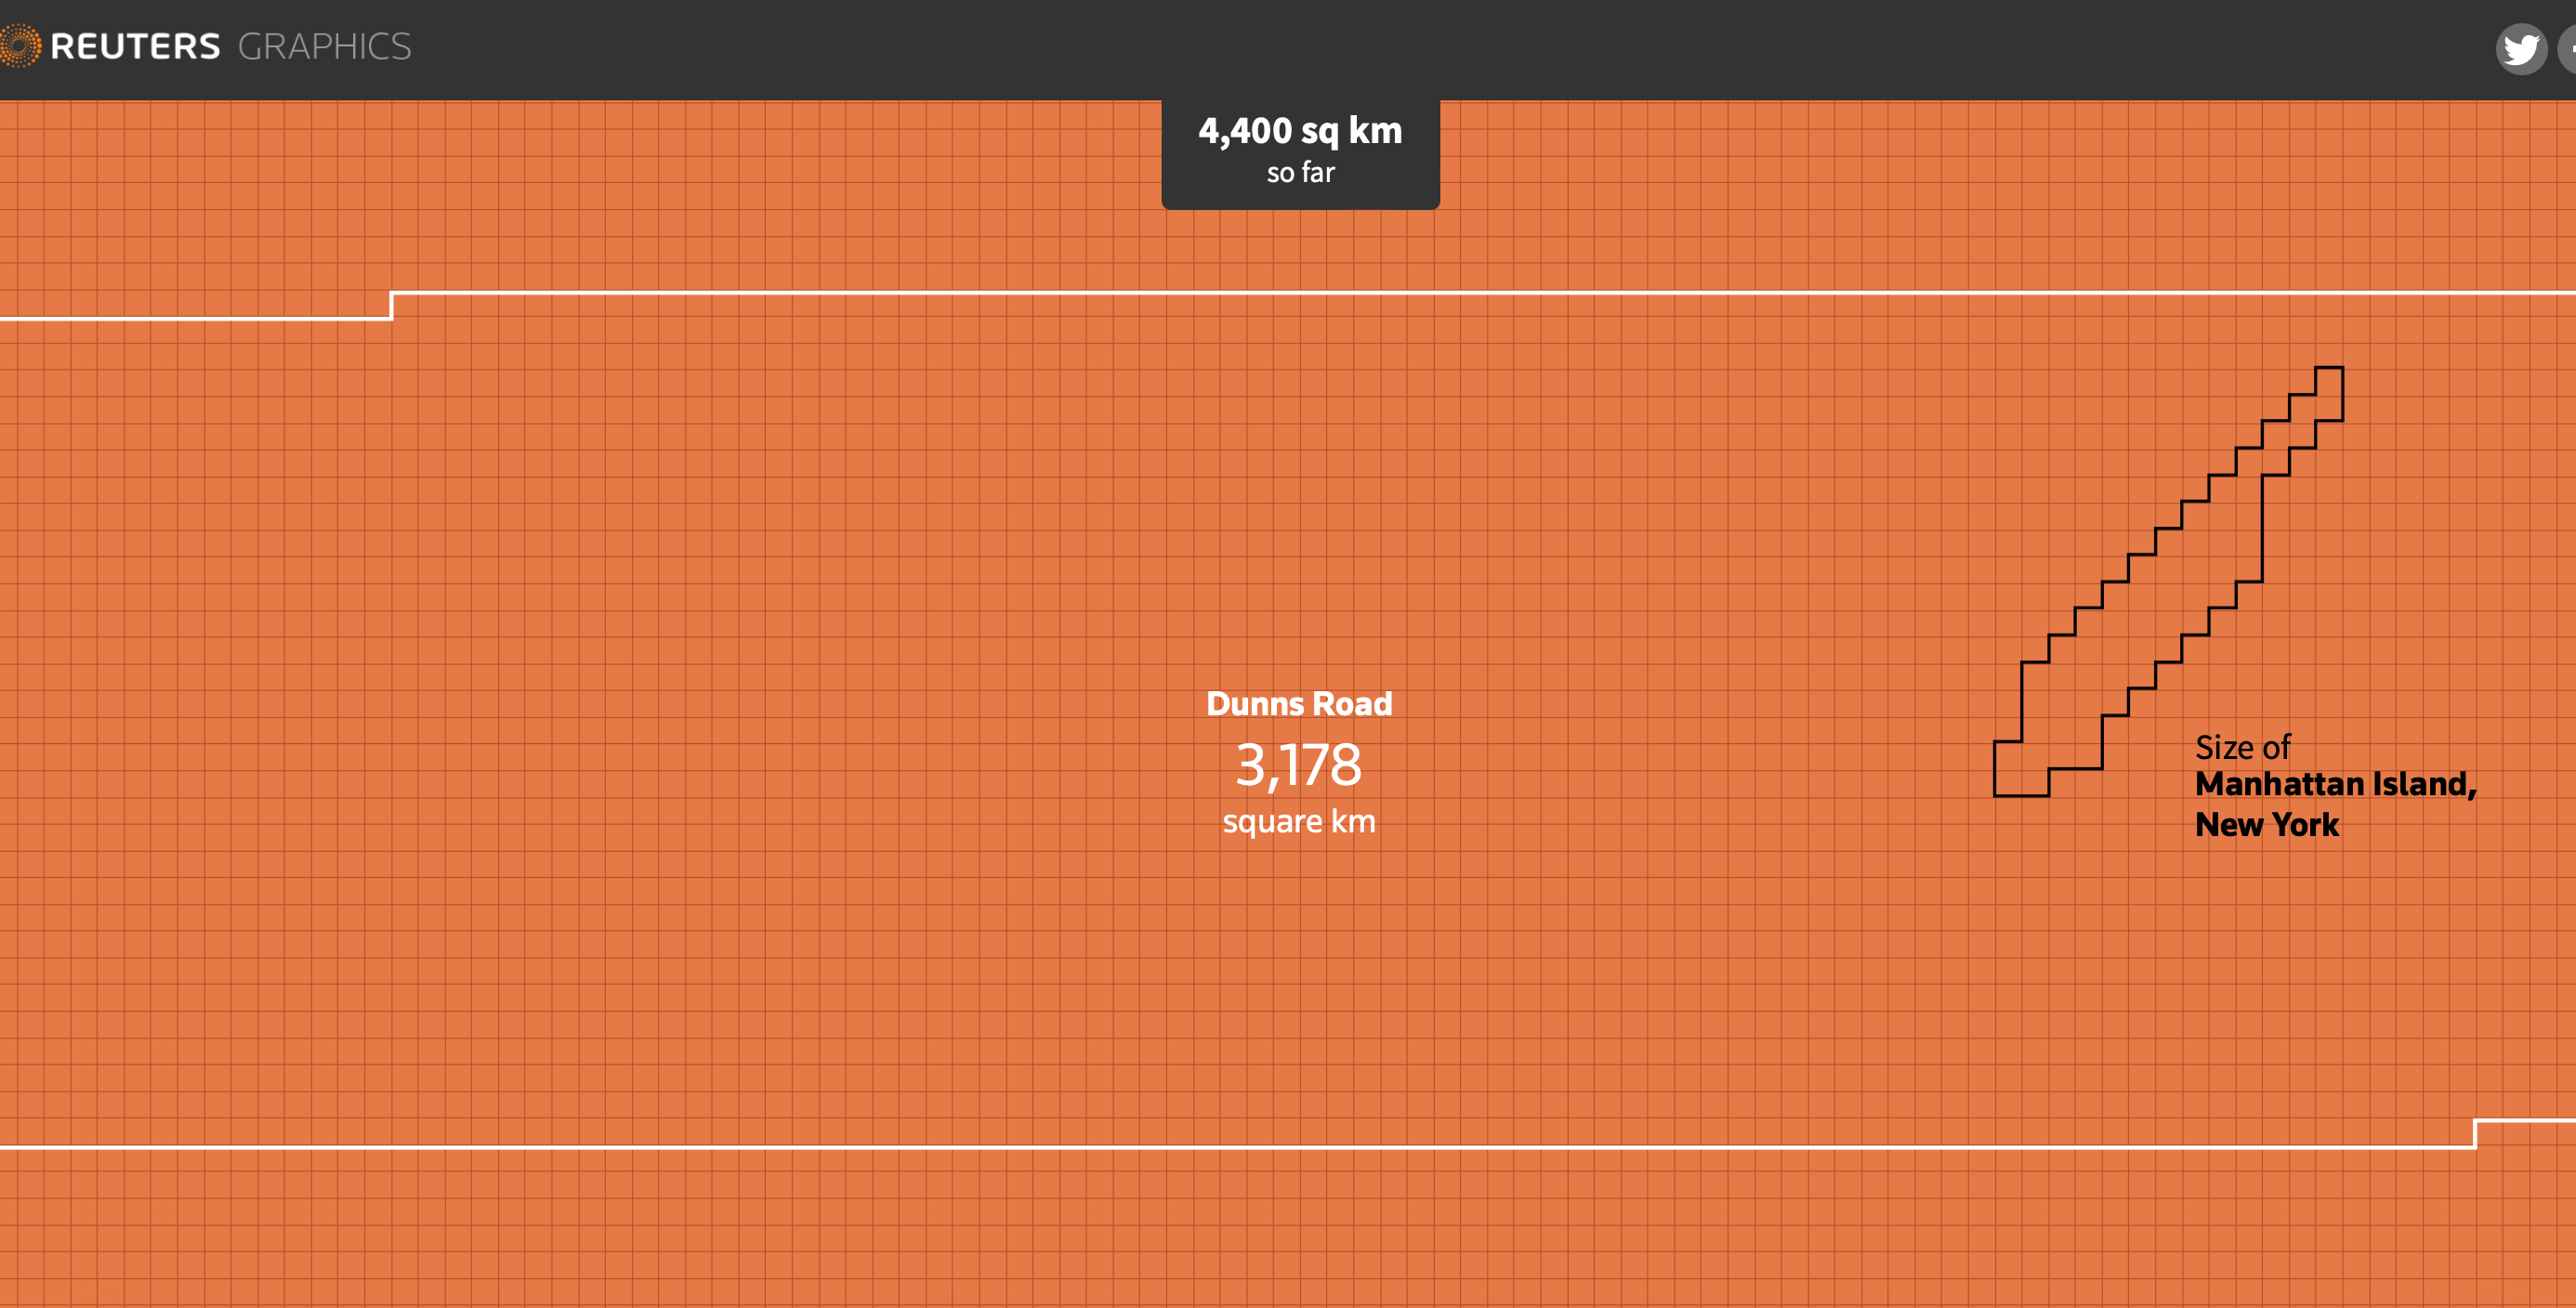 REUTERS GRAPHICS
4,400 sq km
so far
Dunns Road
3,178
square km
Size of
Manhattan Island,
New York